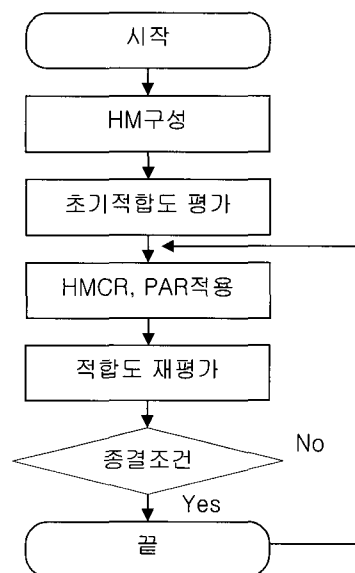 시작
HM구성
초기적합도 평가
HMCR, PAR적용
적합도 재평가
종결조건
No
Yes
끝